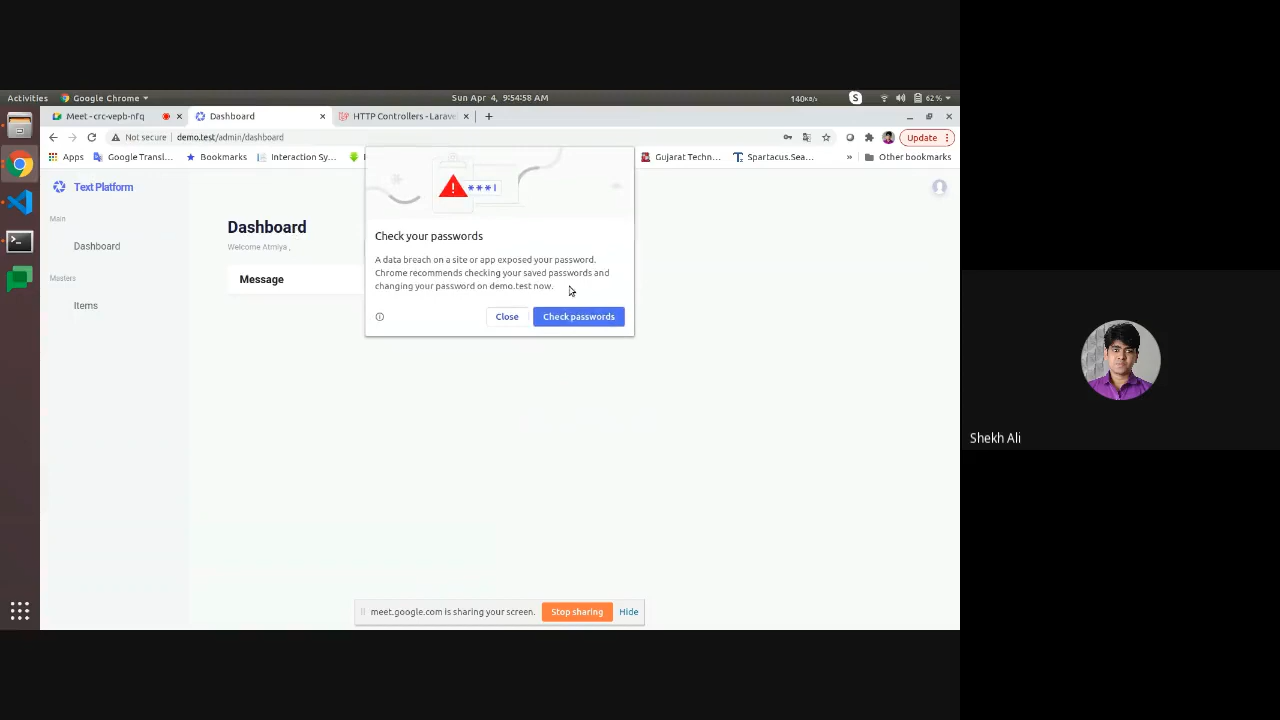 Activities
Google Chrome
Sun Apr 4, 9:54:58 AM
62%
Meet - crc-vepb-nfq
Dashboard
HTTP Controllers - Larave
Not secure
demo.test/admin/dashboard
Update
Apps
Google Transl...
Bookmarks
Interaction Sy...
Gujarat Techn...
Spartacus.Sea...
»
Other bookmarks
Text Platform
Main
Dashboard
Masters
Items
Dashboard
Welcome Atmiya ,
Message
***|
Check your passwords
A data breach on a site or app exposed your password.
Chrome recommends checking your saved passwords and
changing your password on demo.test now.
Close
Check passwords
meet.google.com is sharing your screen.
Stop sharing
Hide
Shekh Ali